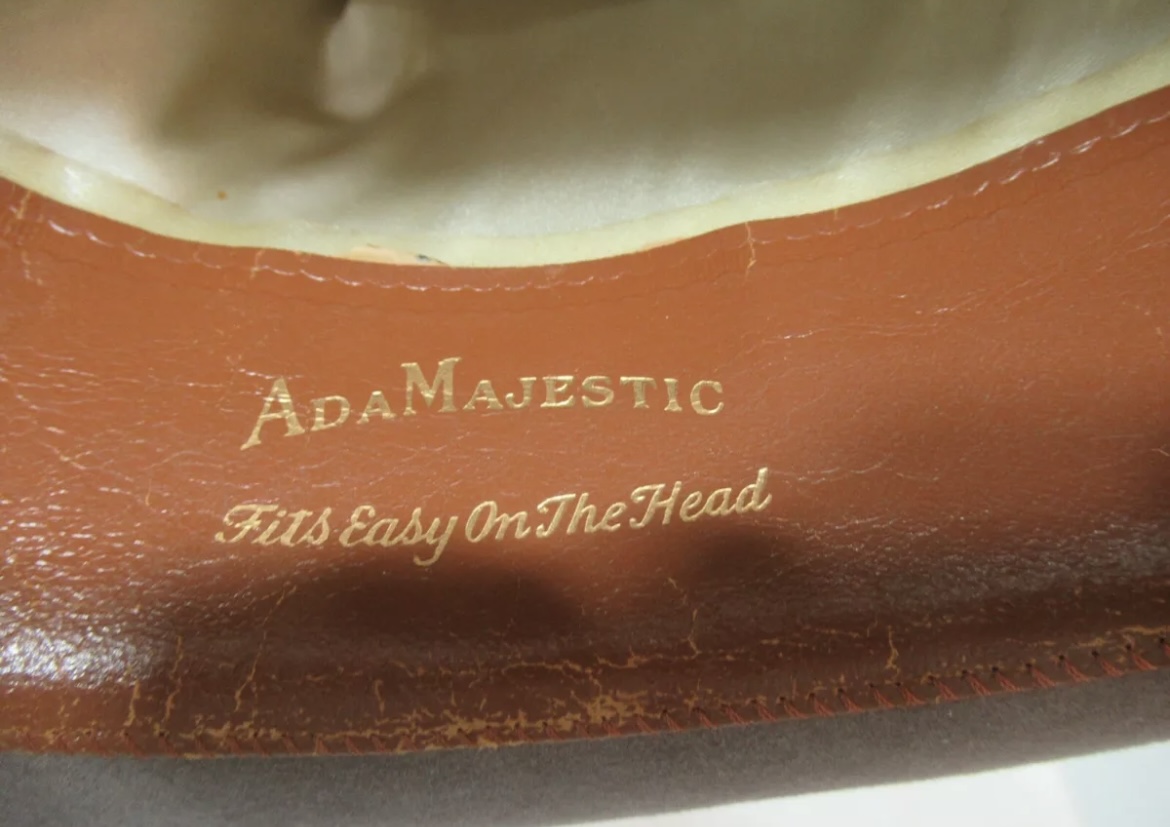 AdaMajestic
Fits Easy On The Head